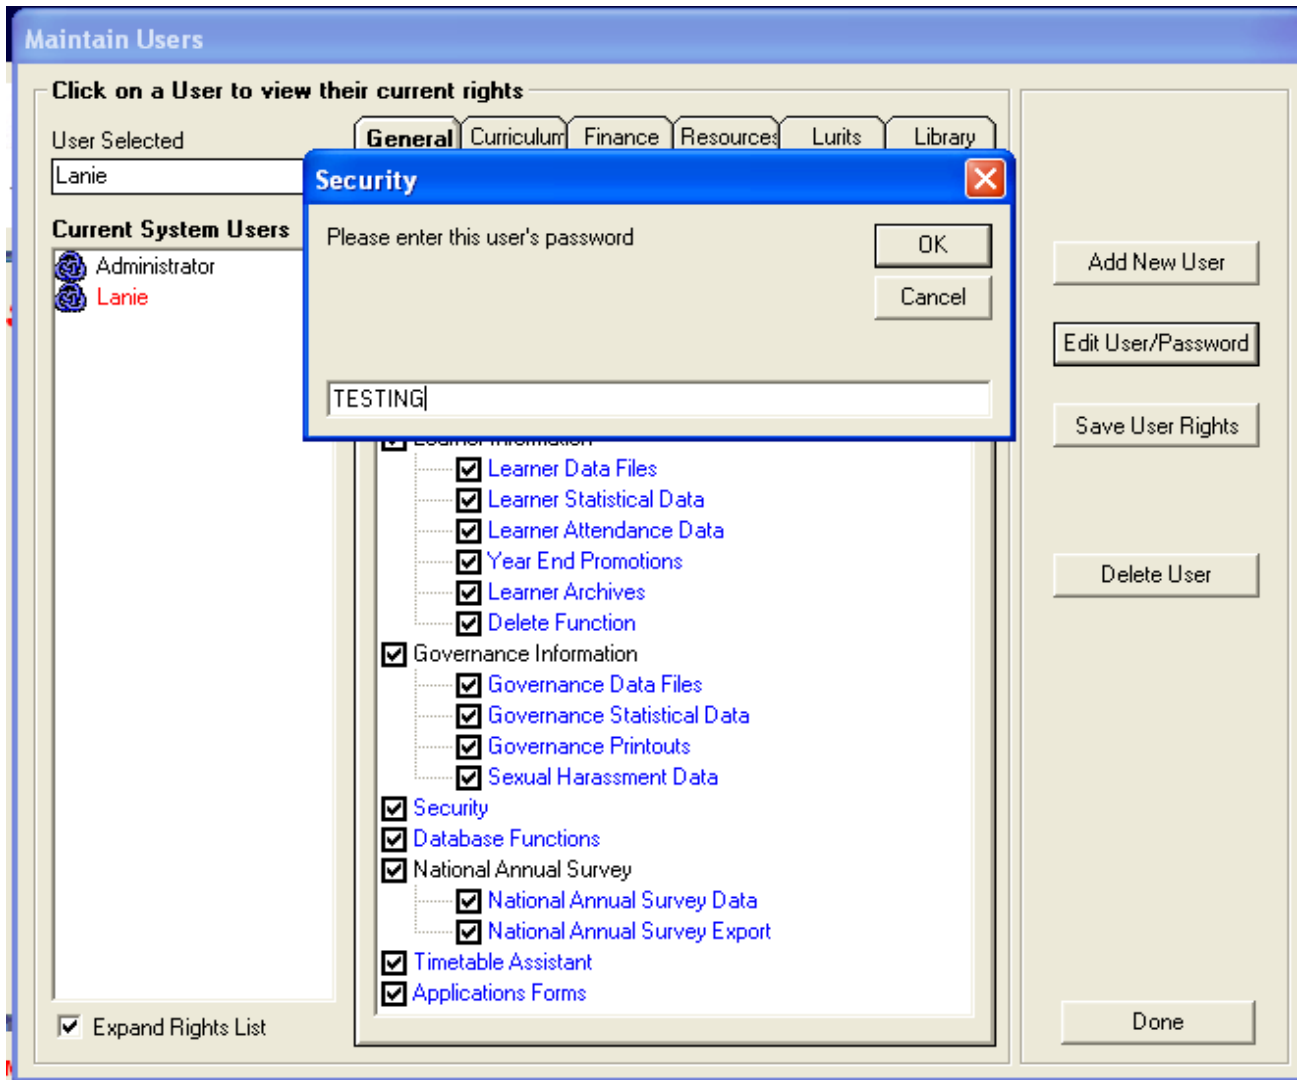 Maintain Users
Click on a User to view their current rights
User Selected
Lanie
Current System Users
Administrator
Lanie
Expand Rights List
General Curriculum Finance Resources Lurits Library
Security
Please enter this user's password
OK
Cancel
TESTING
Learner Information
Learner Data Files
Learner Statistical Data
Learner Attendance Data
Year End Promotions
Learner Archives
Delete Function
Governance Information
Governance Data Files
Governance Statistical Data
Governance Printouts
Sexual Harassment Data
Security
Database Functions
National Annual Survey
National Annual Survey Data
National Annual Survey Export
Timetable Assistant
Applications Forms
Add New User
Edit User/Password
Save User Rights
Delete User
Done